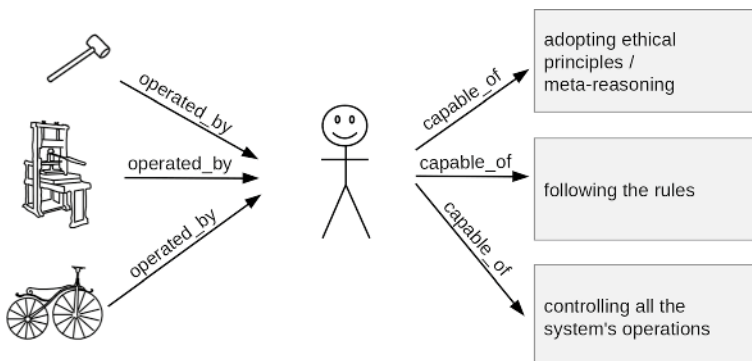 operated_by
operated_by
operated_by
capable_of
capable_of
capable_of
adopting ethical
principles /
meta-reasoning
following the rules
controlling all the
system's operations